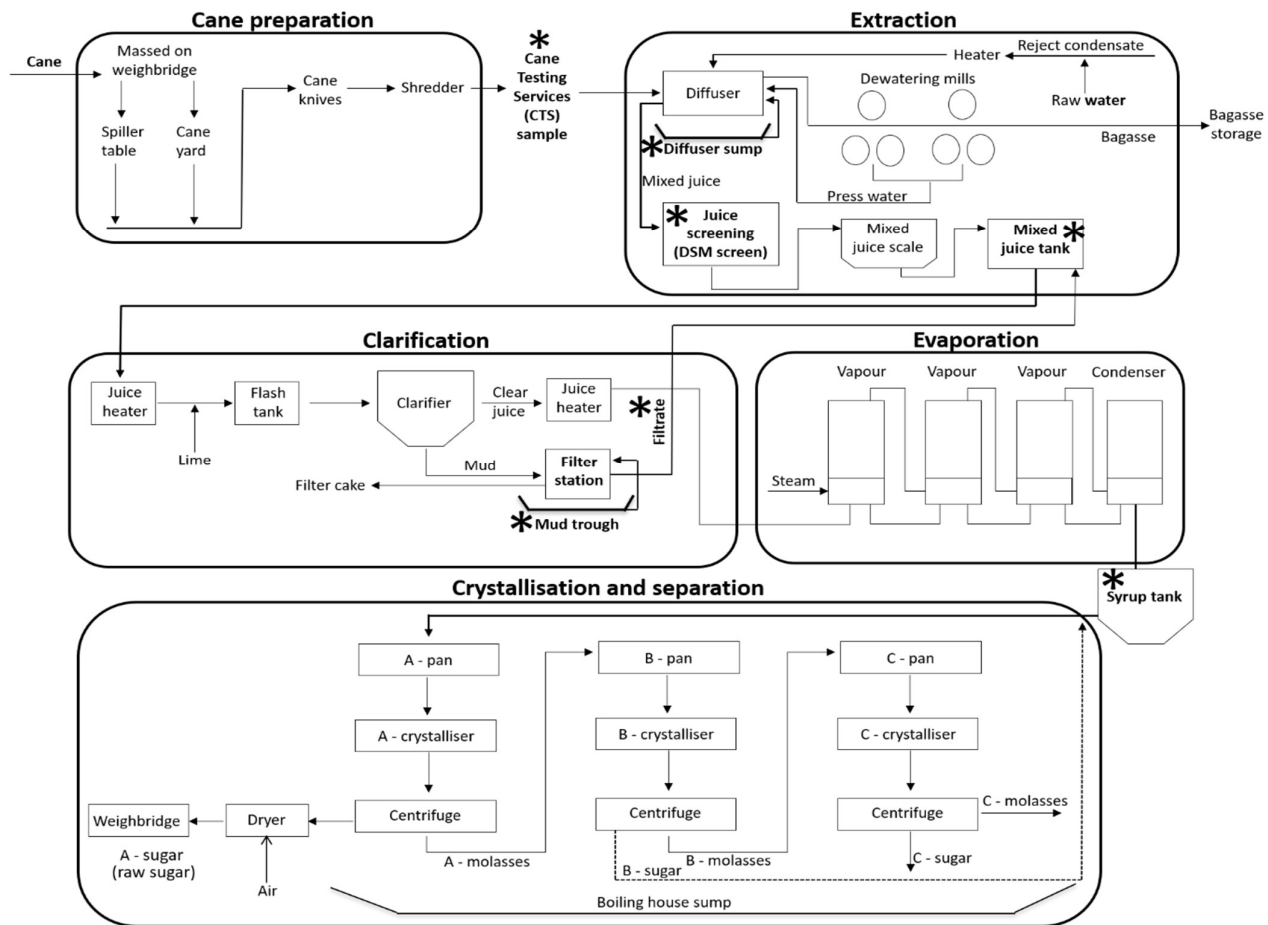 Cane preparation
Cane
Massed on
weighbridge
Spiller
table
Cane
yard
Cane
knives
Shredder
*
Cane
Testing
Services
(CTS)
sample
Extraction
Diffuser
Heater
Reject condensate
Raw water
Dewatering mills
Bagasse
Bagasse
storage
* Diffuser sump
Mixed juice
Press water
* Juice
screening
(DSM screen)
Mixed
juice scale
Mixed *
juice tank
Clarification
Juice
heater
Lime
Flash
tank
Clarifier
Clear
juice
Juice
heater
* Filtrate
Mud
Filter
station
Filter cake
* Mud trough
Evaporation
Vapour
Vapour
Vapour
Condenser
Steam
*
Syrup tank
Crystallisation and separation
A - pan
B - pan
C - pan
A - crystalliser
B - crystalliser
C - crystalliser
Weighbridge
Dryer
Centrifuge
Centrifuge
Centrifuge
C - molasses
A - sugar
(raw sugar)
Air
A - molasses
B - sugar
B - molasses
C - sugar
Boiling house sump